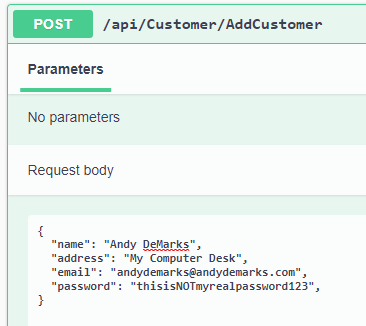 POST /api/Customer/AddCustomer
Parameters
No parameters
Request body
{
"name": "Andy DeMarks",
"address": "My Computer Desk",
"email": "andydemarks@andydemarks.com",
"password": "thisisNOTmyrealpassword123",
}